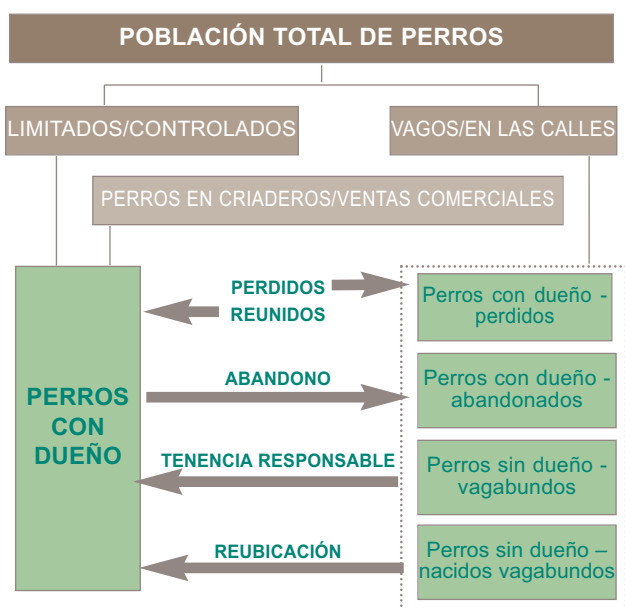 POBLACIÓN TOTAL DE PERROS
LIMITADOS/CONTROLADOS
VAGOS/EN LAS CALLES
PERROS EN CRIADEROS/VENTAS COMERCIALES
PERROS
CON
DUEÑO
PERDIDOS
REUNIDOS
Perros con dueño -
perdidos
ABANDONO
Perros con dueño -
abandonados
TENENCIA RESPONSABLE
Perros sin dueño -
vagabundos
REUBICACIÓN
Perros sin dueño –
nacidos vagabundos